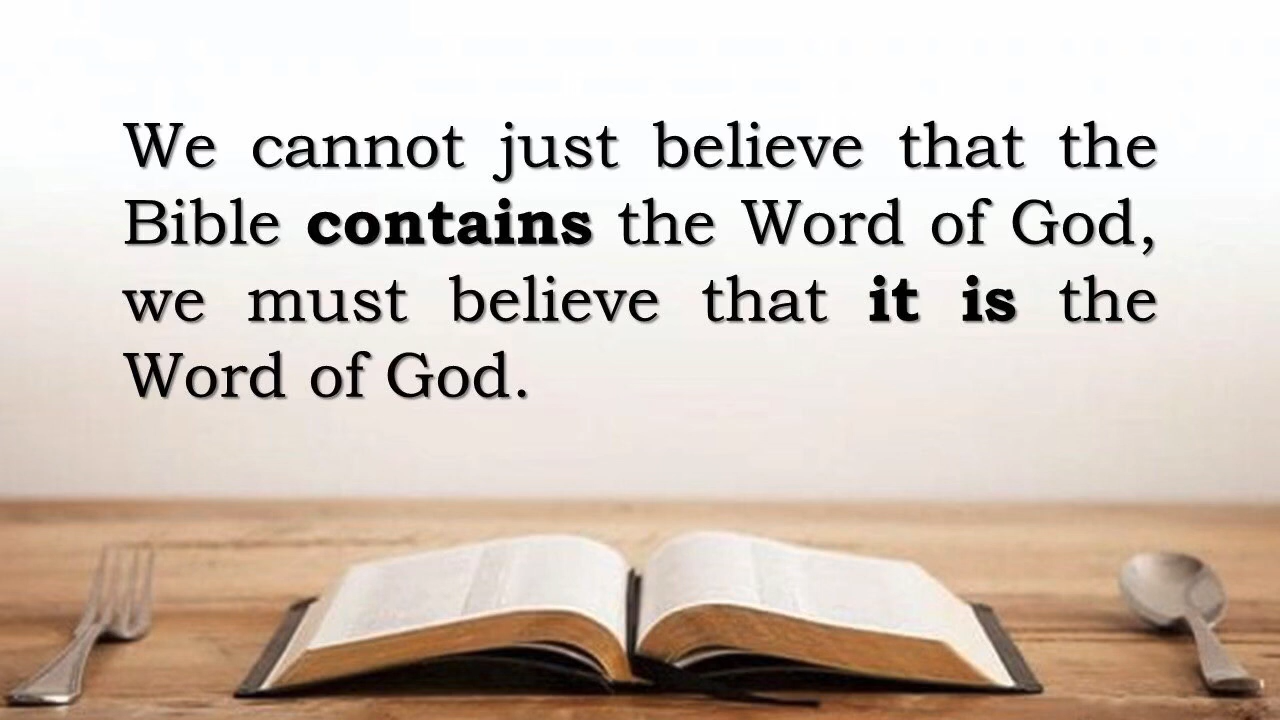 We cannot just believe that the
Bible contains the Word of God,
we must believe that it is the
Word of God.